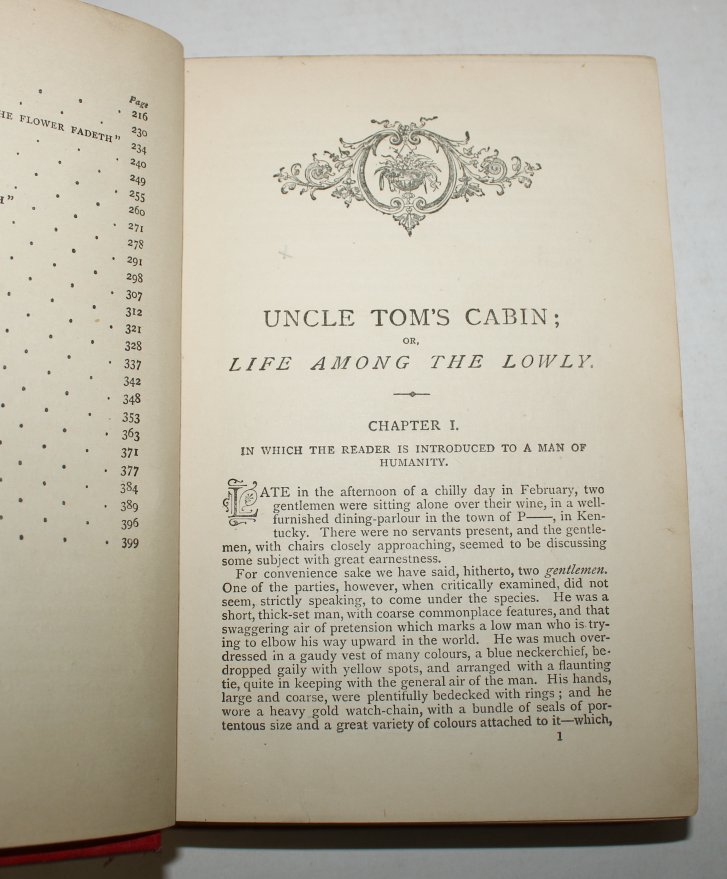 Page
216
230
HE FLOWER FADETH" 234
240
249
255
260
271
278
291
298
307
312
321
328
337
342
348
353
363
371
377
384
389
396
399
UNCLE TOM'S CABIN;
OR,
LIFE AMONG THE LOWLY.
CHAPTER I.
IN WHICH THE READER IS INTRODUCED TO A MAN OF
HUMANITY.
LATE in the afternoon of a chilly day in February, two
gentlemen were sitting alone over their wine, in a well-
furnished dining-parlour in the town of P——, in Ken-
tucky. There were no servants present, and the gentle-
men, with chairs closely approaching, seemed to be discussing
some subject with great earnestness.
For convenience sake we have said, hitherto, two gentlemen.
One of the parties, however, when critically examined, did not
seem, strictly speaking, to come under the species. He was a
short, thick-set man, with coarse commonplace features, and that
swaggering air of pretension which marks a low man who is try-
ing to elbow his way upward in the world. He was much over-
dressed in a gaudy vest of many colours, a blue neckerchief, be-
dropped gaily with yellow spots, and arranged with a flaunting
tie, quite in keeping with the general air of the man. His hands,
large and coarse, were plentifully bedecked with rings; and he
wore a heavy gold watch-chain, with a bundle of seals of por-
tentous size and a great variety of colours attached to it—which,
1